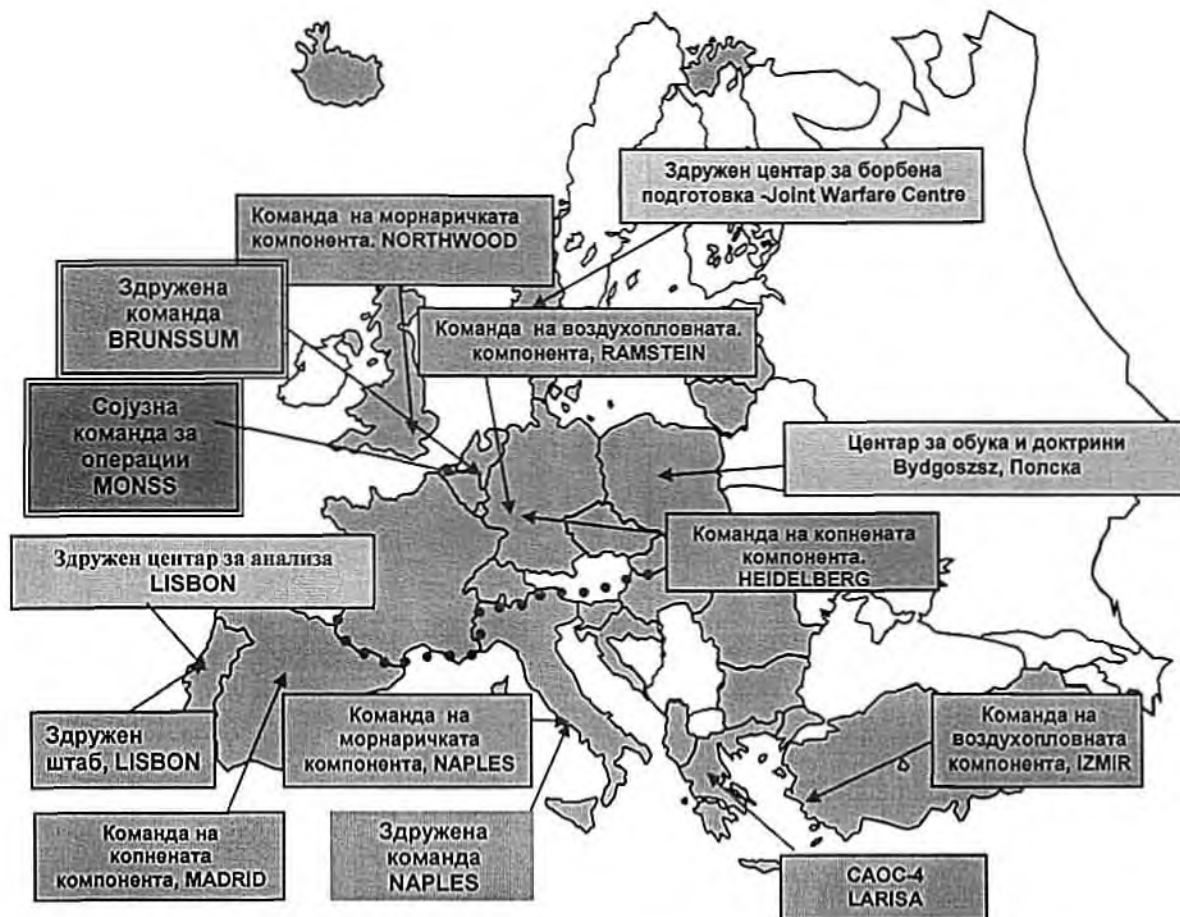 Здружен центар за борбена
подготовка -Joint Warfare Centre
Команда на морнаричката
компонента. NORTHWOOD
Здружена
команда
BRUNSSUM
Команда на воздухопловната.
компонента, RAMSTEIN
Сојузна
команда за
операции
MONSS
Центар за обука и доктрини
Bydgoszsz, Полска
Команда на копнената
компонента.
HEIDELBERG
Здружен центар за анализа
LISBON
Здружен
штаб, LISBON
Команда на
морнаричката
компонента, NAPLES
Команда на
воздухопловната
компонента, IZMIR
Команда на
копнената
компонента, MADRID
Здружена
команда
NAPLES
CAOC-4
LARISA